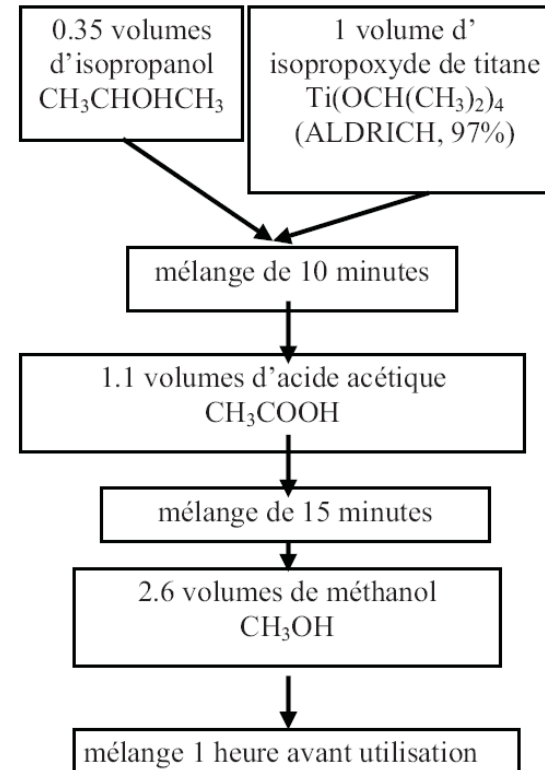 0.35 volumes
d'isopropanol
CH₃CHOHCH₃
1 volume d'
isopropoxyde de titane
Ti(OCH(CH₃)₂)₄
(ALDRICH, 97%)
mélange de 10 minutes
1.1 volumes d'acide acétique
CH₃COOH
mélange de 15 minutes
2.6 volumes de méthanol
CH₃OH
mélange 1 heure avant utilisation